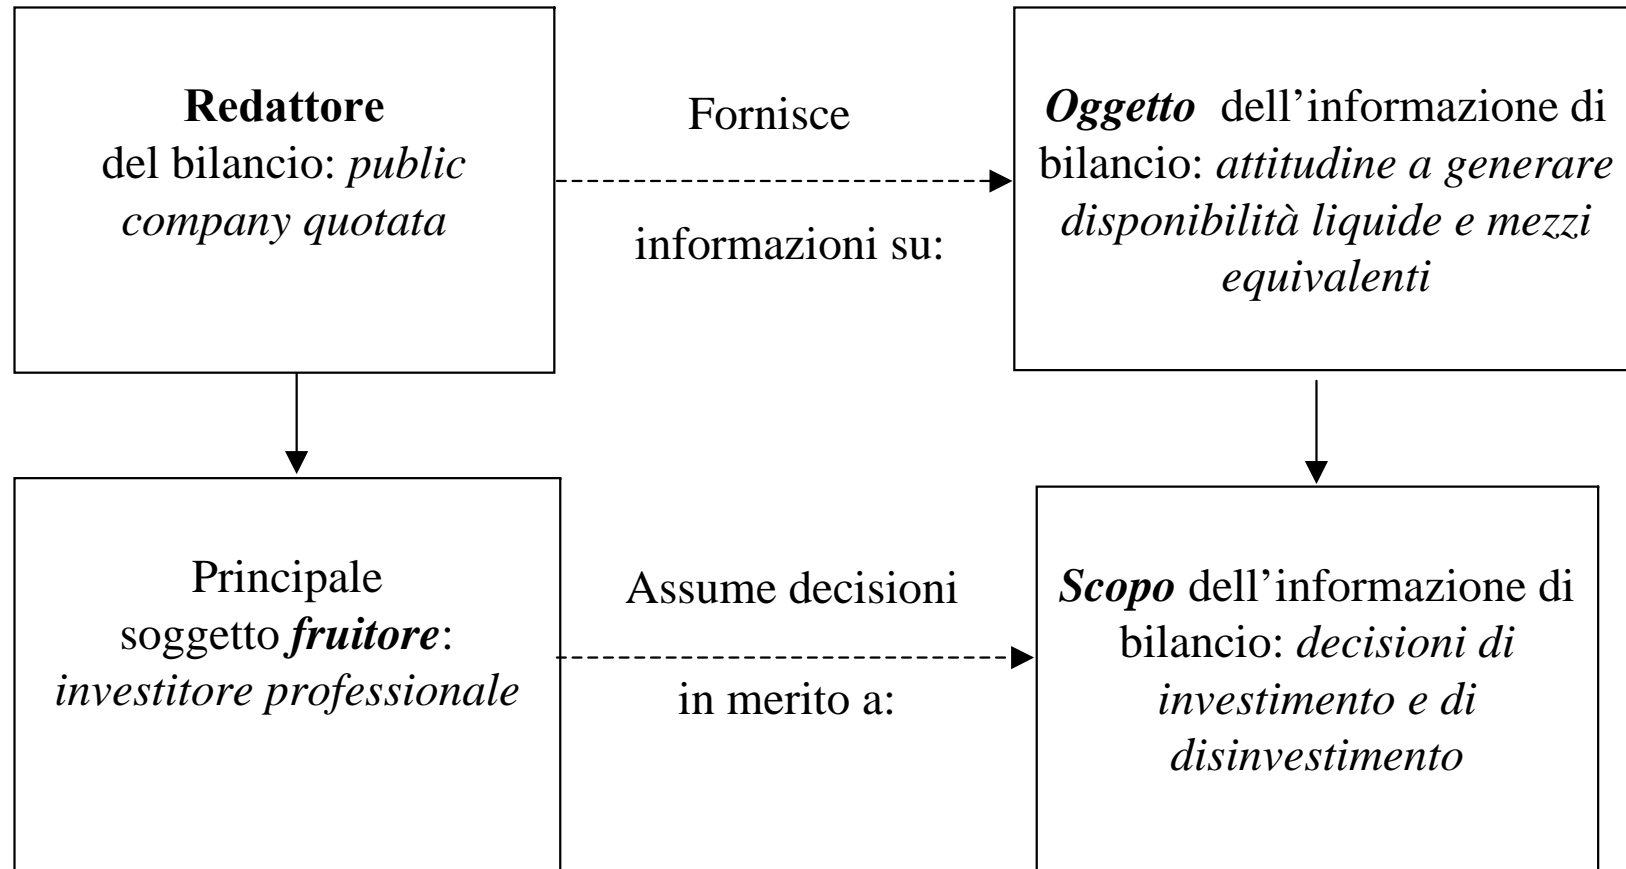 Redattore
del bilancio: public
company quotata
Fornisce
informazioni su:
Oggetto dell’informazione di
bilancio: attitudine a generare
disponibilità liquide e mezzi
equivalenti
Principale
soggetto fruitore:
investitore professionale
Assume decisioni
in merito a:
Scopo dell’informazione di
bilancio: decisioni di
investimento e di
disinvestimento